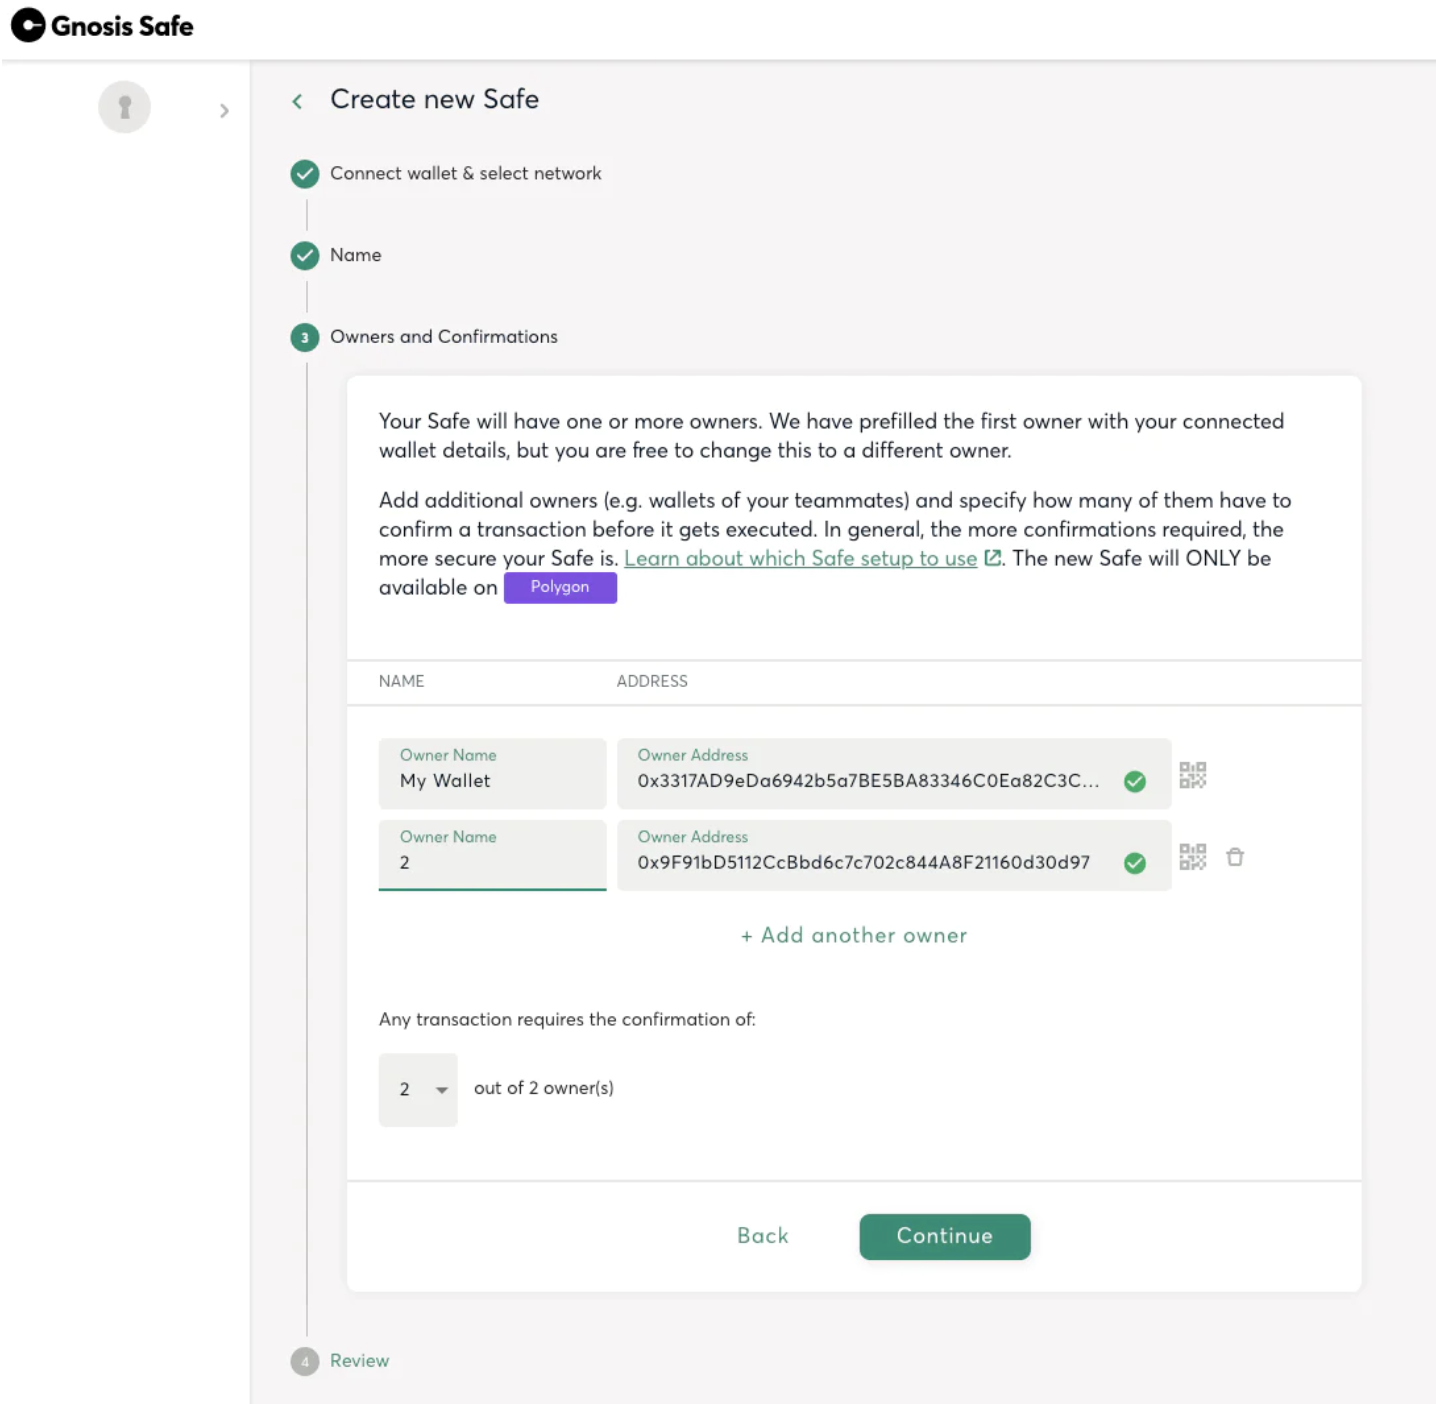 Gnosis Safe
Create new Safe
Connect wallet & select network
Name
3 Owners and Confirmations
Your Safe will have one or more owners. We have prefilled the first owner with your connected
wallet details, but you are free to change this to a different owner.
Add additional owners (e.g. wallets of your teammates) and specify how many of them have to
confirm a transaction before it gets executed. In general, the more confirmations required, the
more secure your Safe is. Learn about which Safe setup to use. The new Safe will ONLY be
available on Polygon
NAME ADDRESS
Owner Name Owner Address
My Wallet 0x3317AD9eDa6942b5a7BE5BA83346C0Ea82C3C...
Owner Name Owner Address
2 0x9F91bD5112CcBbd6c7c702c844A8F21160d30d97
+ Add another owner
Any transaction requires the confirmation of:
2 out of 2 owner(s)
Back Continue
4 Review